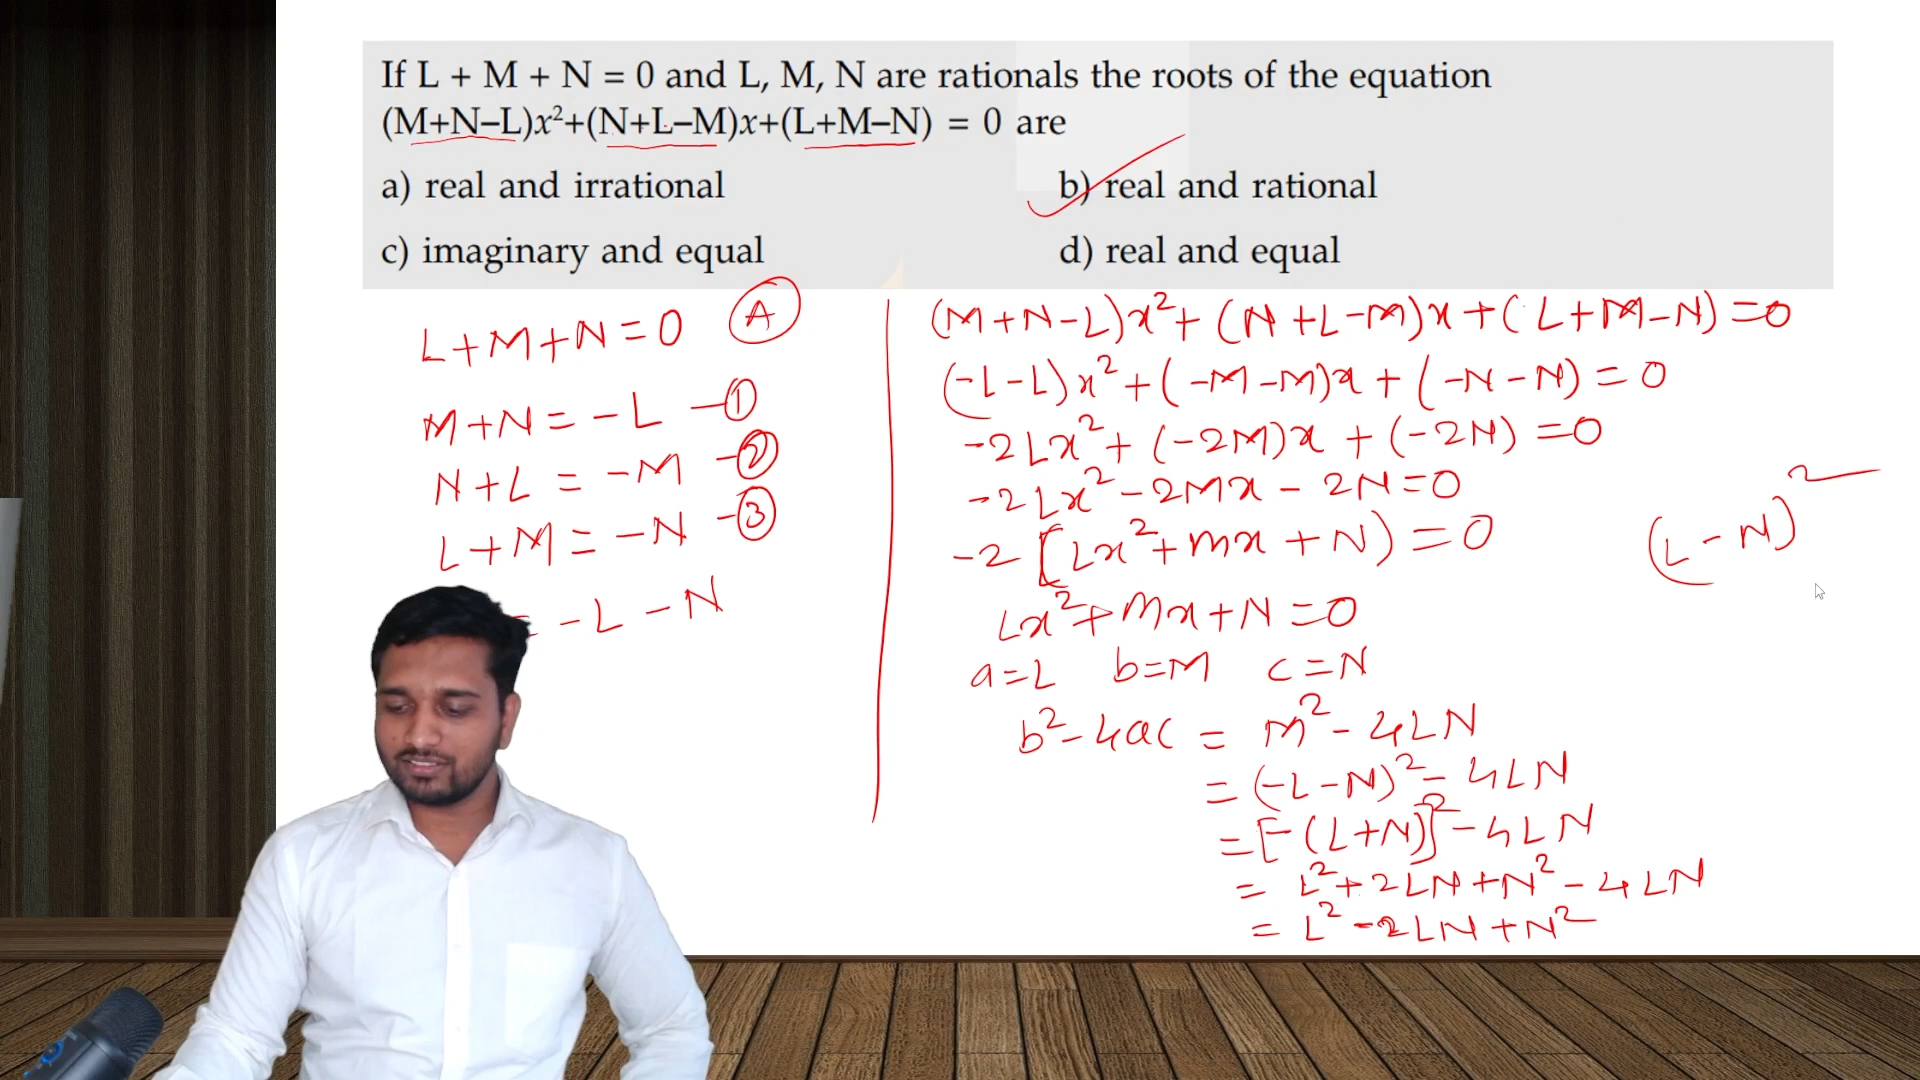 If L + M + N = 0 and L, M, N are rationals the roots of the equation
(M+N–L)x²+(N+L–M)x+(L+M–N) = 0 are
a) real and irrational
b) real and rational
c) imaginary and equal
d) real and equal
L+M+N=0 Ⓐ
M+N = -L -①
N+L = -M -②
L+M = -N -③
= -L-N
(M+N-L)x²+(N+L-M)x+(L+M-N)=0
(-L-L)x²+(-M-M)x+(-N-N)=0
-2Lx²+(-2M)x+(-2N)=0
-2Lx²-2Mx-2N=0
-2[Lx²+Mx+N)=0
Lx²+Mx+N=0
a=L b=M c=N
b²-4ac = M²-4LN
= (-L-N)²-4LN
= [-(L+N)]²-4LN
= L²+2LN+N²-4LN
= L²-2LN+N²
(L-N)²